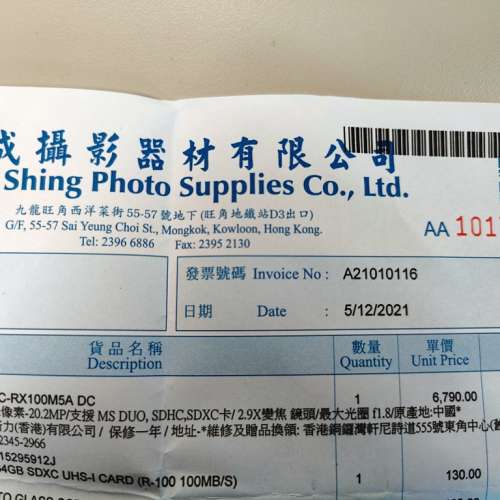 成攝影器材有限公司
Shing Photo Supplies Co., Ltd.
九龍旺角西洋菜街 55-57 號地下 (旺角地鐵站D3出口)
G/F, 55-57 Sai Yeung Choi St., Mongkok, Kowloon, Hong Kong.
Tel: 2396 6886 Fax: 2395 2130
AA 101
發票號碼 Invoice No : A21010116
日期 Date : 5/12/2021
貨品名稱 數量 單價
Description Quantity Unit Price
C-RX100M5A DC 1 6,790.00
像素-20.2MP/支援 MS DUO, SDHC,SDXC卡/ 2.9X變焦 鏡頭/最大光圈 f1.8/原產地:中國*
力(香港)有限公司 / 保修一年 / 地址-*維修及贈品換領: 香港銅鑼灣軒尼詩道555號東角中心(舊
2345-2966
15295912J
64GB SDXC UHS-I CARD (R-100 100MB/S) 1 130.00